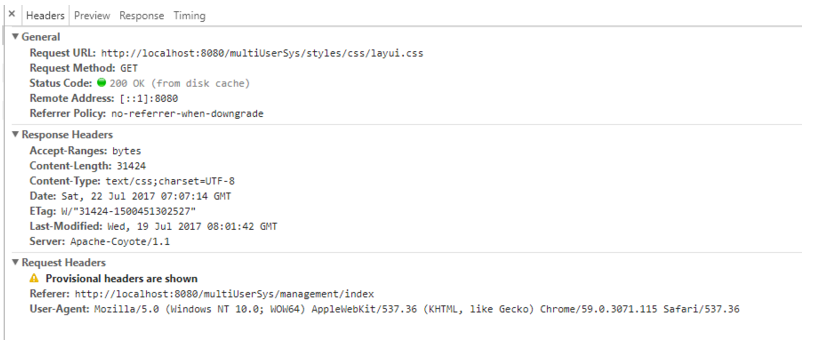 × Headers Preview Response Timing
▼ General
Request URL: http://localhost:8080/multiUserSys/styles/css/layui.css
Request Method: GET
Status Code: 200 OK (from disk cache)
Remote Address: [::1]:8080
Referrer Policy: no-referrer-when-downgrade
▼ Response Headers
Accept-Ranges: bytes
Content-Length: 31424
Content-Type: text/css;charset=UTF-8
Date: Sat, 22 Jul 2017 07:07:14 GMT
ETag: W/"31424-1500451302527"
Last-Modified: Wed, 19 Jul 2017 08:01:42 GMT
Server: Apache-Coyote/1.1
▼ Request Headers
Provisional headers are shown
Referer: http://localhost:8080/multiUserSys/management/index
User-Agent: Mozilla/5.0 (Windows NT 10.0; WOW64) AppleWebKit/537.36 (KHTML, like Gecko) Chrome/59.0.3071.115 Safari/537.36